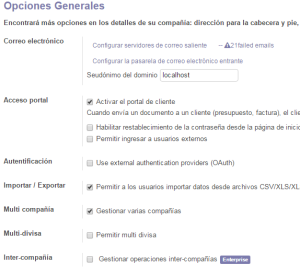 Opciones Generales
Encontrará más opciones en los detalles de su compañía: dirección para la cabecera y pie,
Correo electrónico
Configurar servidores de correo saliente - ⚠21failed emails
Configurar la pasarela de correo electrónico entrante
Seudónimo del dominio localhost
Acceso portal
Activar el portal de cliente
Cuando envía un documento a un cliente (presupuesto, factura), el clie
Habilitar restablecimiento de la contraseña desde la página de inicio
Permitir ingresar a usuarios externos
Autentificación
Use external authentication providers (OAuth)
Importar / Exportar
Permitir a los usuarios importar datos desde archivos CSV/XLS/XL
Multi compañía
Gestionar varias compañías
Multi-divisa
Permitir multi divisa
Inter-compañía
Gestionar operaciones inter-compañías Enterprise